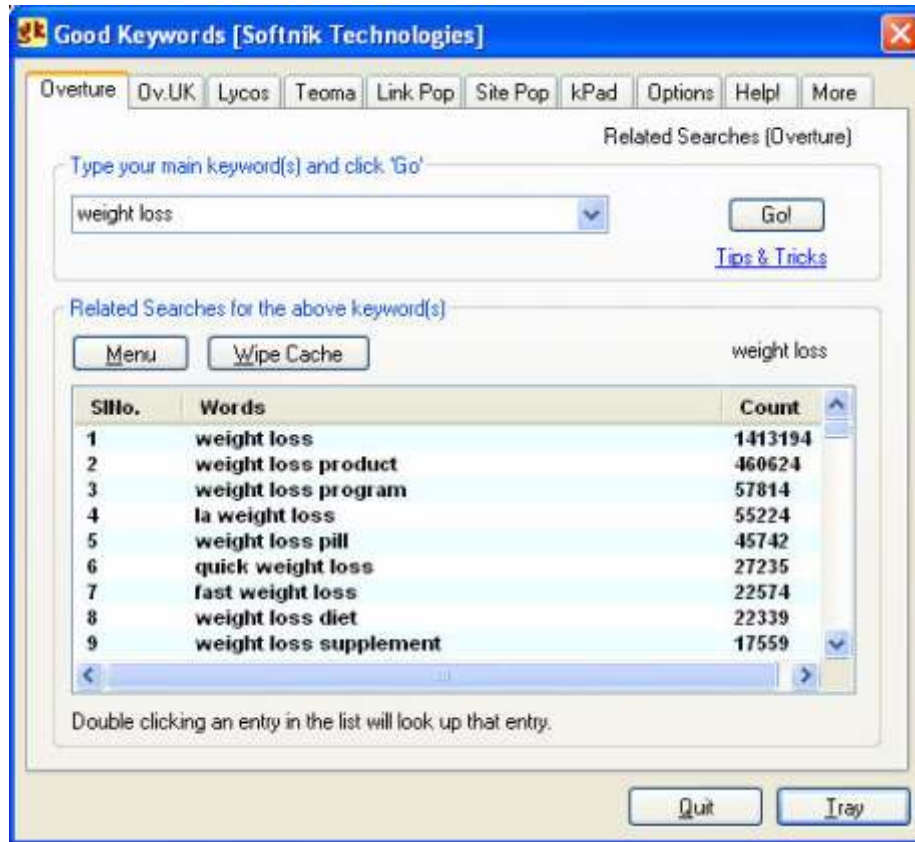 gk Good Keywords [Softnik Technologies]
Overture Ov.UK Lycos Teoma Link Pop Site Pop kPad Options Help! More
Related Searches (Overture)
Type your main keyword(s) and click 'Go'
weight loss Go!
Tips & Tricks
Related Searches for the above keyword(s)
Menu Wipe Cache weight loss
SlNo. Words Count
1 weight loss 1413194
2 weight loss product 460624
3 weight loss program 57814
4 la weight loss 55224
5 weight loss pill 45742
6 quick weight loss 27235
7 fast weight loss 22574
8 weight loss diet 22339
9 weight loss supplement 17559
Double clicking an entry in the list will look up that entry.
Quit Tray